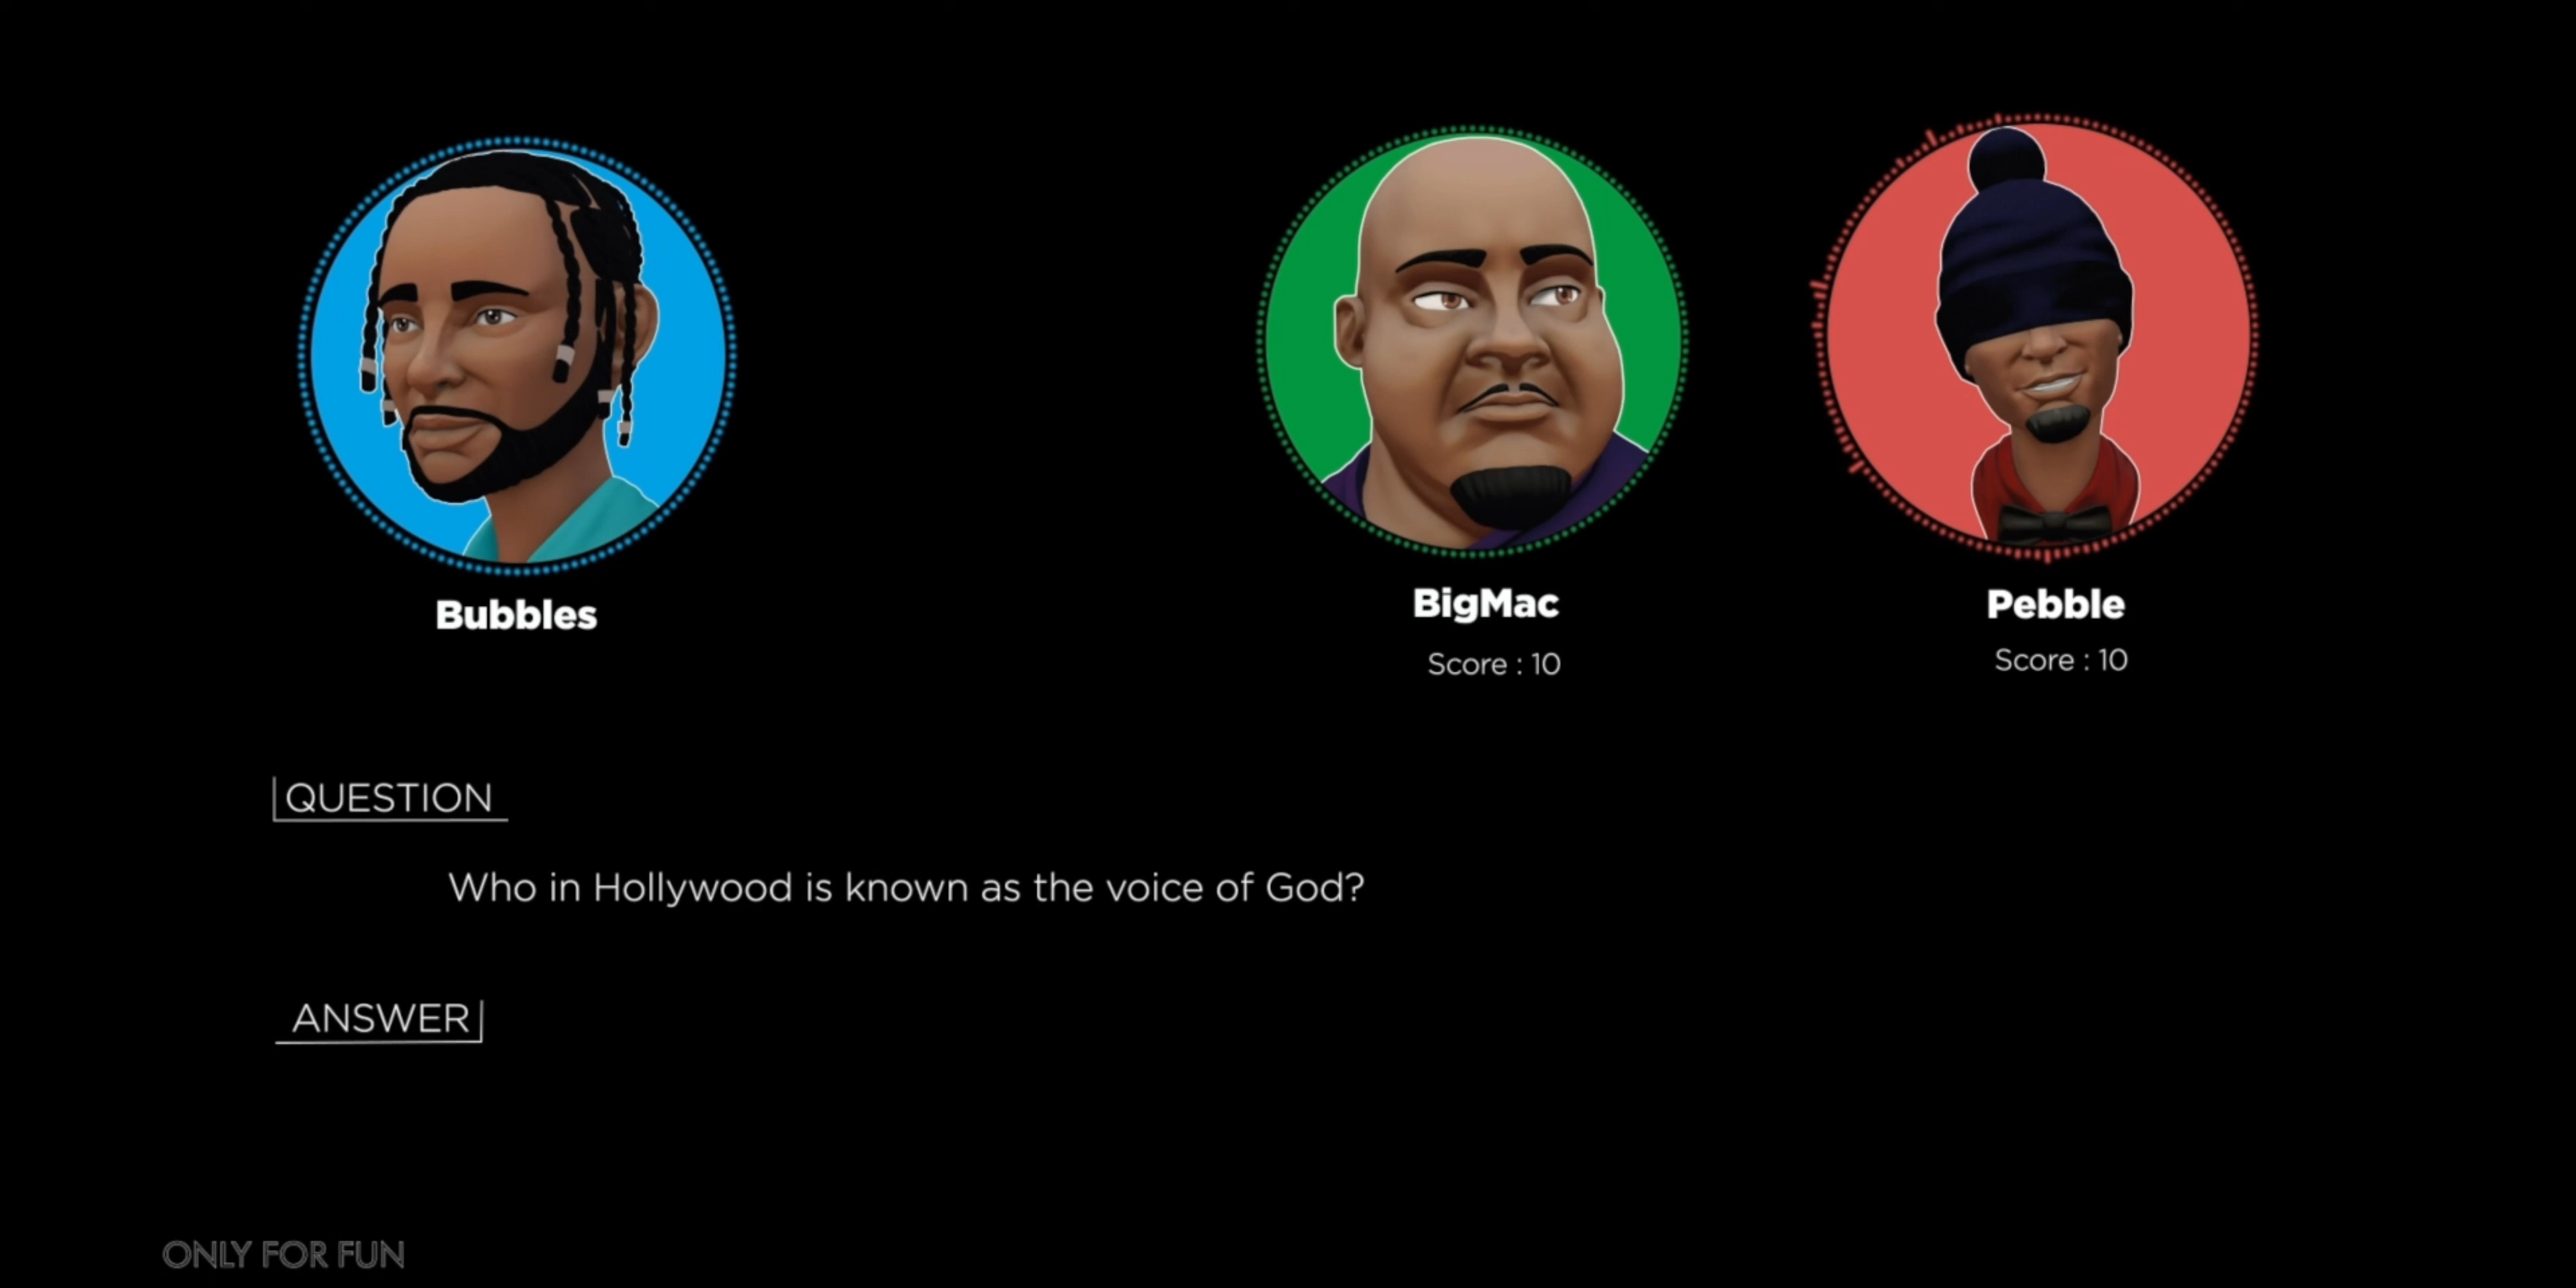 Bubbles
BigMac
Pebble
Score : 10
Score : 10
QUESTION
Who in Hollywood is known as the voice of God?
ANSWER
ONLY FOR FUN